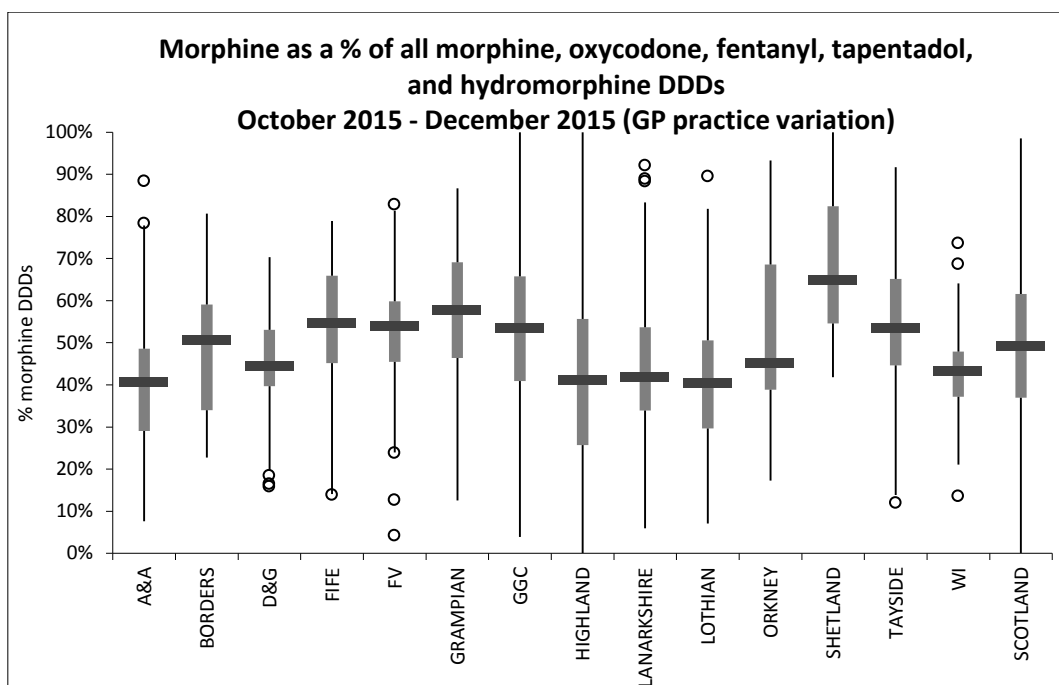 Morphine as a % of all morphine, oxycodone, fentanyl, tapentadol,
and hydromorphine DDDs
October 2015 - December 2015 (GP practice variation)
100%
90%
80%
70%
60%
50%
40%
30%
20%
10%
0%
% morphine DDDs
A&A
BORDERS
D&G
FIFE
FV
GRAMPIAN
GGC
HIGHLAND
LANARKSHIRE
LOTHIAN
ORKNEY
SHETLAND
TAYSIDE
WI
SCOTLAND